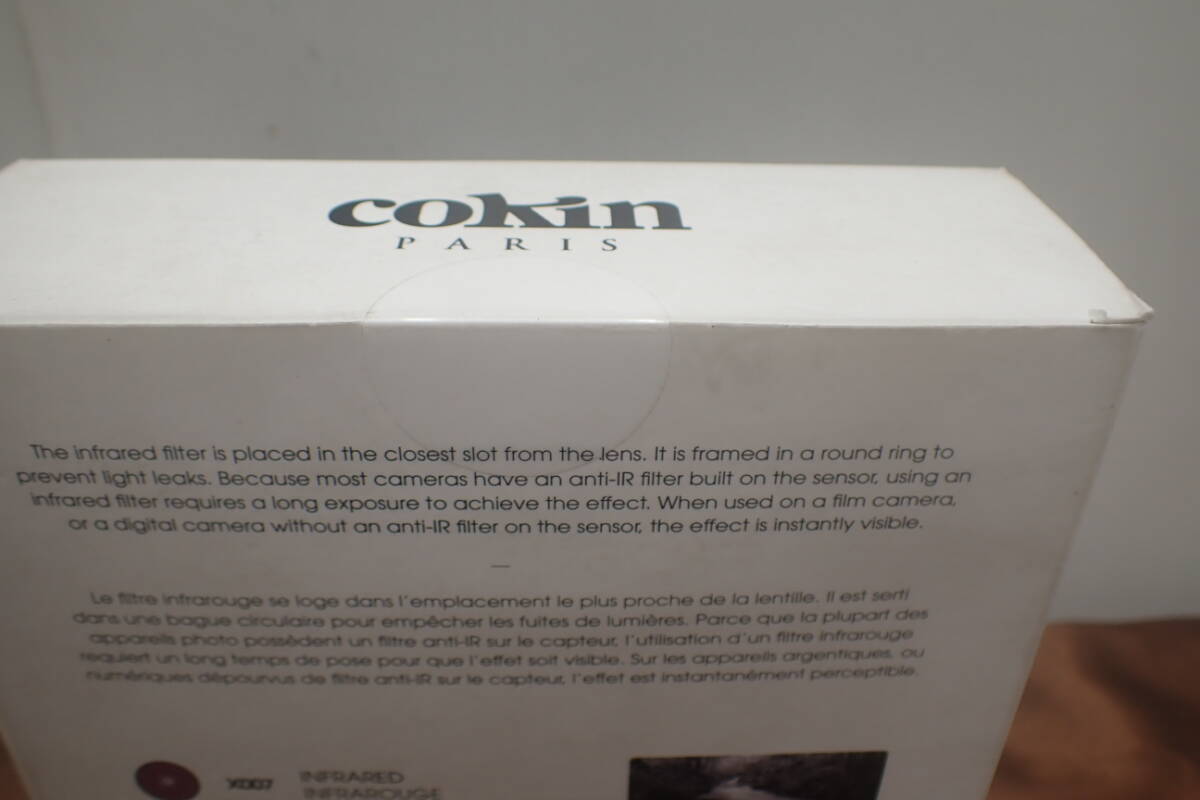 cokin
PARIS
The infrared filter is placed in the closest slot from the lens. It is framed in a round ring to
prevent light leaks. Because most cameras have an anti-IR filter built on the sensor, using an
infrared filter requires a long exposure to achieve the effect. When used on a film camera,
or a digital camera without an anti-IR filter on the sensor, the effect is instantly visible.
—
Le filtre infrarouge se loge dans l'emplacement le plus proche de la lentille. Il est serti
dans une bague circulaire pour empêcher les fuites de lumières. Parce que la plupart des
appareils photo possèdent un filtre anti-IR sur le capteur, l'utilisation d'un filtre infrarouge
requiert un long temps de pose pour que l'effet soit visible. Sur les appareils argentiques, ou
numériques dépourvus de filtre anti-IR sur le capteur, l'effet est instantanément perceptible.
X007 INFRARED
INFRAROUGE